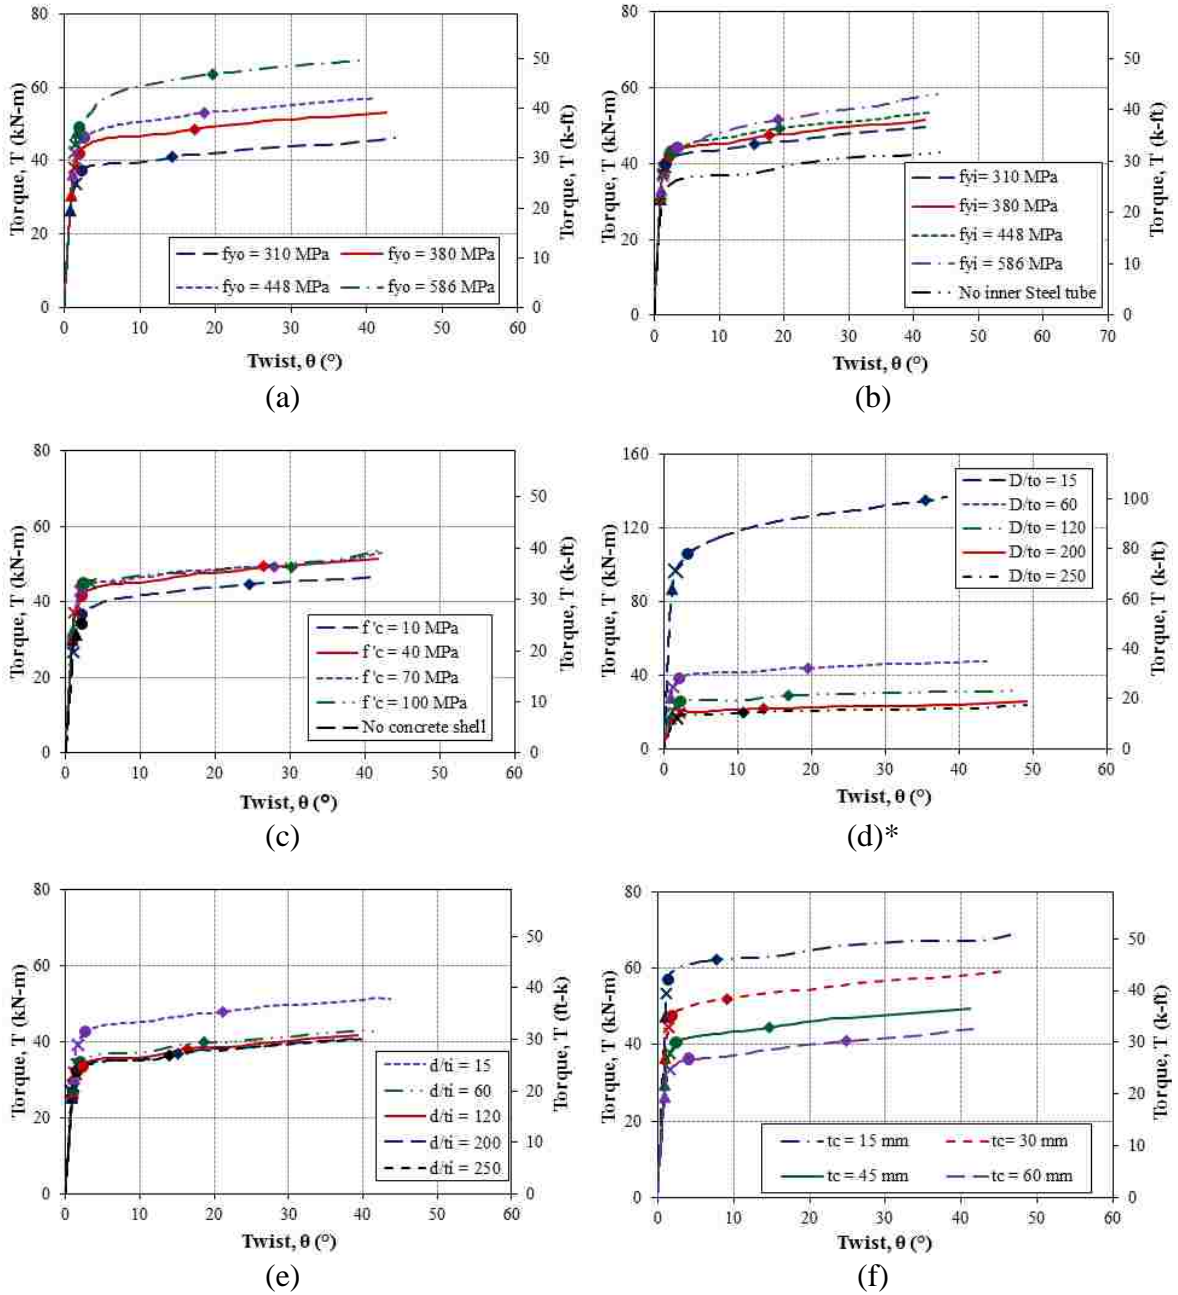 80
60
40
20
0
Torque, T (kN-m)
50
40
30
20
10
0
Torque, T (k-ft)
fyo = 310 MPa
fyo = 380 MPa
fyo = 448 MPa
fyo = 586 MPa
0 10 20 30 40 50 60
Twist, θ (°)
(a)
80
60
40
20
0
Torque, T (kN-m)
50
40
30
20
10
0
Torque, T (k-ft)
fyi= 310 MPa
fyi= 380 MPa
fyi = 448 MPa
fyi = 586 MPa
No inner Steel tube
0 10 20 30 40 50 60 70
Twist, θ (°)
(b)
80
60
40
20
0
Torque, T (kN-m)
50
40
30
20
10
0
Torque, T (k-ft)
f'c = 10 MPa
f'c = 40 MPa
f'c = 70 MPa
f'c = 100 MPa
No concrete shell
0 10 20 30 40 50 60
Twist, θ (°)
(c)
160
120
80
40
0
Torque, T (kN-m)
100
80
60
40
20
0
Torque, T (k-ft)
D/to = 15
D/to = 60
D/to = 120
D/to = 200
D/to = 250
0 10 20 30 40 50 60
Twist, θ (°)
(d)*
80
60
40
20
0
Torque, T (kN-m)
50
40
30
20
10
0
Torque, T (ft-k)
d/ti = 15
d/ti = 60
d/ti = 120
d/ti = 200
d/ti = 250
0 10 20 30 40 50 60
Twist, θ (°)
(e)
80
60
40
20
0
Torque, T (kN-m)
50
40
30
20
10
0
Torque, T (k-ft)
tc = 15 mm
tc= 30 mm
tc = 45 mm
tc = 60 mm
0 10 20 30 40 50 60
Twist, θ (°)
(f)